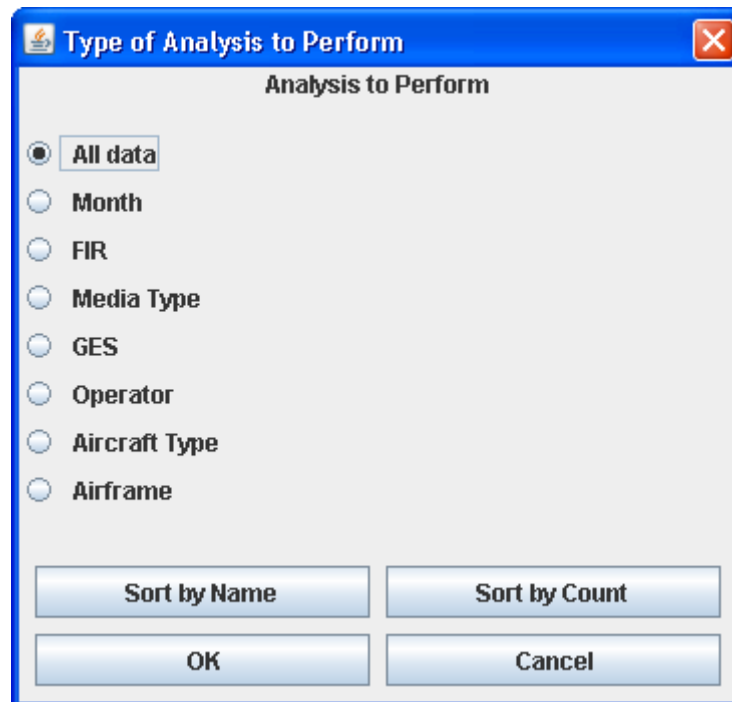 Type of Analysis to Perform
Analysis to Perform
All data
Month
FIR
Media Type
GES
Operator
Aircraft Type
Airframe
Sort by Name Sort by Count
OK Cancel